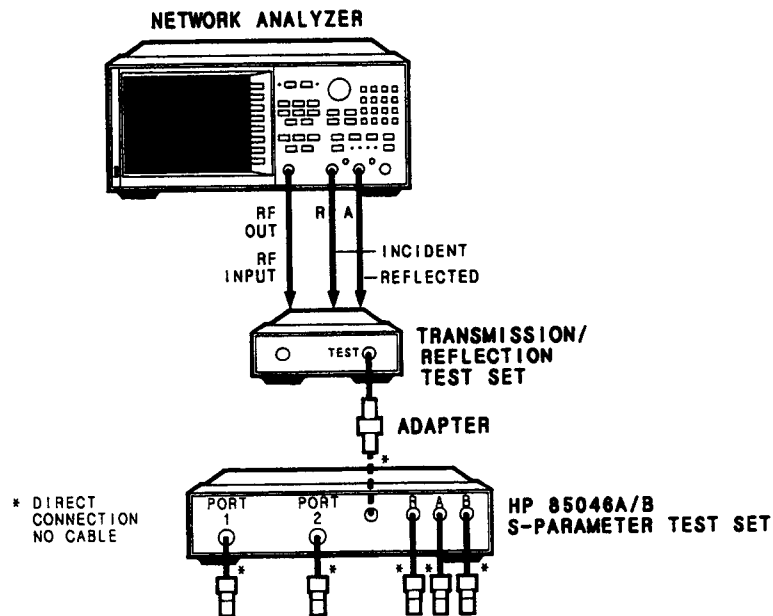 NETWORK ANALYZER
RF
OUT
R
A
RF
INPUT
INCIDENT
REFLECTED
TEST
TRANSMISSION/
REFLECTION
TEST SET
ADAPTER
*
* DIRECT
CONNECTION
NO CABLE
PORT
1
PORT
2
R A B
HP 85046A/B
S-PARAMETER TEST SET
* * * * *